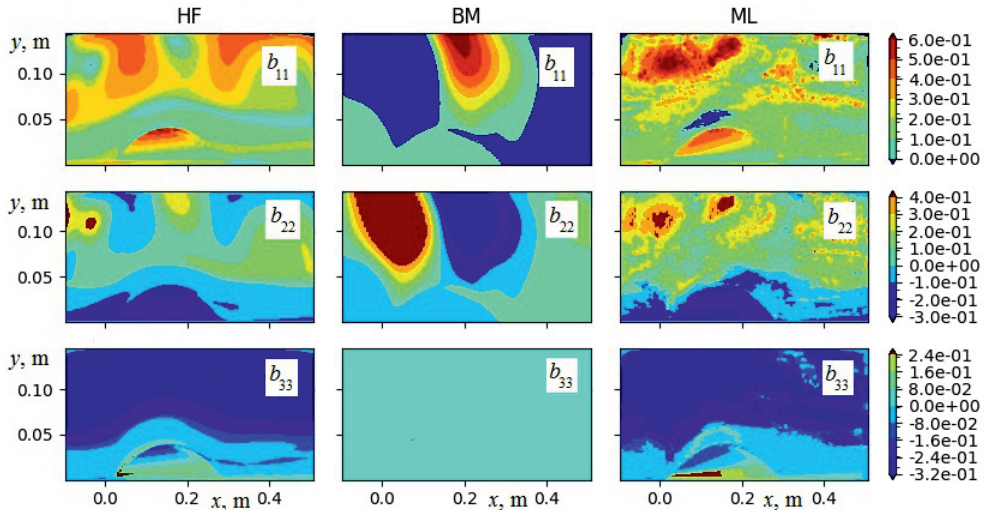 HF BM ML
y, m
0.10
0.05
b11
b11
b11
6.0e-01
5.0e-01
4.0e-01
3.0e-01
2.0e-01
1.0e-01
0.0e+00
y, m
0.10
0.05
b22
b22
b22
4.0e-01
3.0e-01
2.0e-01
1.0e-01
0.0e+00
-1.0e-01
-2.0e-01
-3.0e-01
y, m
0.10
0.05
b33
b33
b33
2.4e-01
1.6e-01
8.0e-02
0.0e+00
-8.0e-02
-1.6e-01
-2.4e-01
-3.2e-01
0.0 0.2 x, m 0.4
0.0 0.2 x, m 0.4
0.0 0.2 x, m 0.4